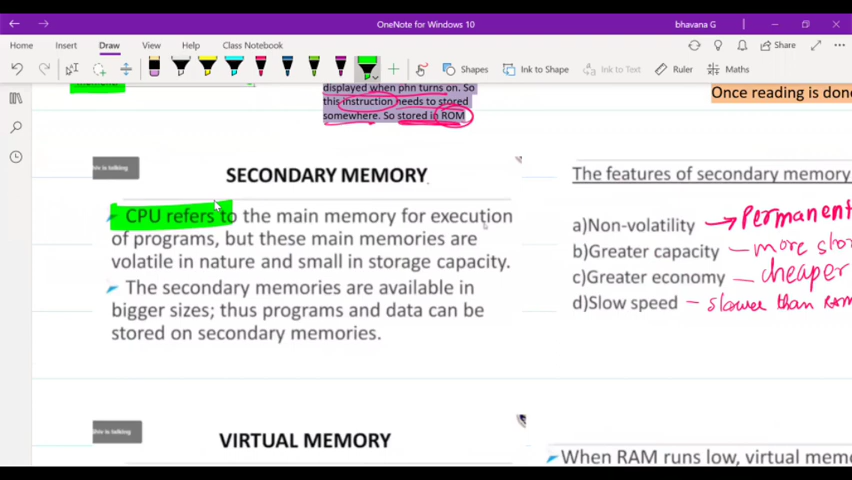 OneNote for Windows 10
bhavana G
Home Insert Draw View Help Class Notebook
Share
Shapes Ink to Shape Ink to Text Ruler Maths
displayed when phn turns on. So
this instruction needs to stored
somewhere. So stored in ROM
Once reading is done
is talking
SECONDARY MEMORY
CPU refers to the main memory for execution
of programs, but these main memories are
volatile in nature and small in storage capacity.
The secondary memories are available in
bigger sizes; thus programs and data can be
stored on secondary memories.
The features of secondary memory
a)Non-volatility → Permanent
b)Greater capacity – more
c)Greater economy – cheaper
d)Slow speed – slower than RAM
is talking
VIRTUAL MEMORY
When RAM runs low, virtual